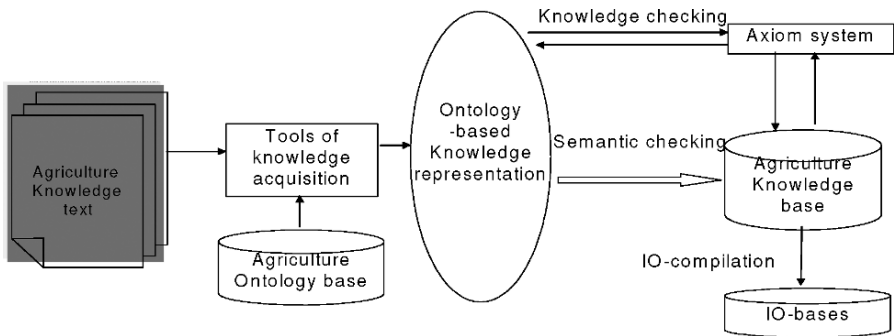 Knowledge checking
Axiom system
Agriculture
Knowledge
text
Tools of
knowledge
acquisition
Ontology
-based
Knowledge
representation
Semantic checking
Agriculture
Knowledge
base
Agriculture
Ontology base
IO-compilation
IO-bases